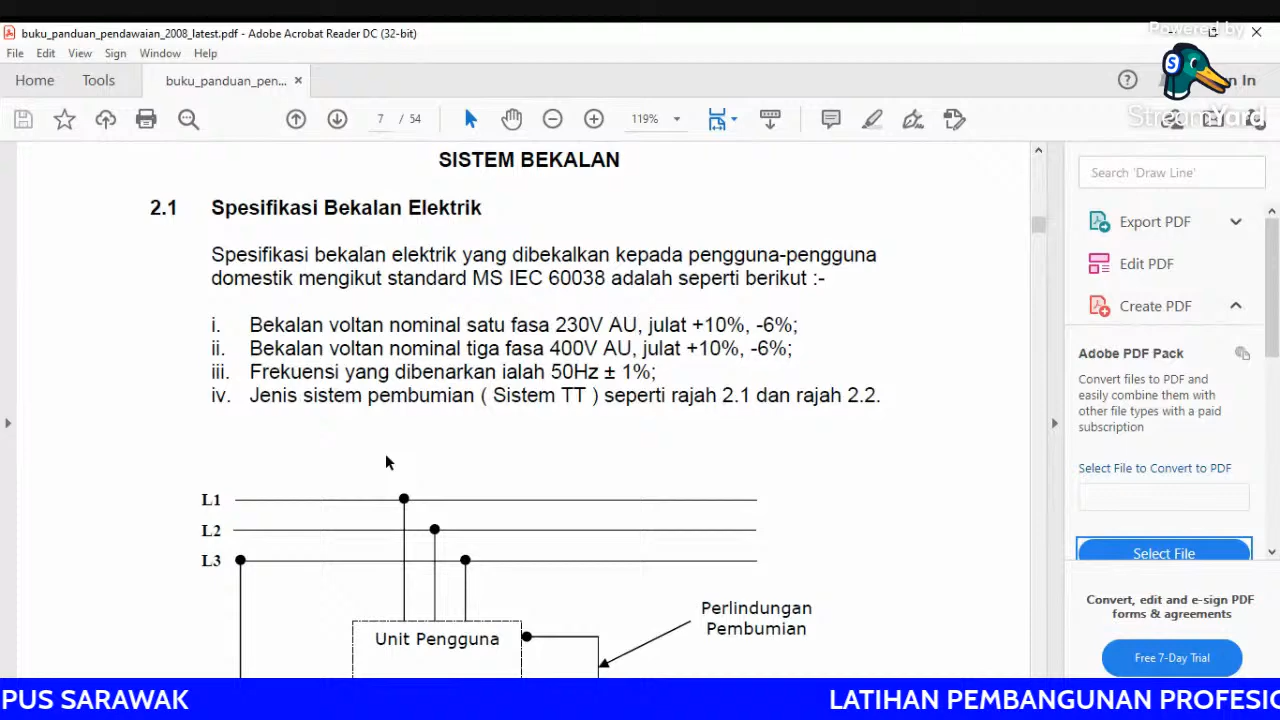 Powered by
buku_panduan_pendawaian_2008_latest.pdf - Adobe Acrobat Reader DC (32-bit)
File Edit View Sign Window Help
Home Tools buku_panduan_pen... In
StreamYard
7 / 54 119%
SISTEM BEKALAN
2.1 Spesifikasi Bekalan Elektrik
Spesifikasi bekalan elektrik yang dibekalkan kepada pengguna-pengguna
domestik mengikut standard MS IEC 60038 adalah seperti berikut :-
i. Bekalan voltan nominal satu fasa 230V AU, julat +10%, -6%;
ii. Bekalan voltan nominal tiga fasa 400V AU, julat +10%, -6%;
iii. Frekuensi yang dibenarkan ialah 50Hz ± 1%;
iv. Jenis sistem pembumian ( Sistem TT ) seperti rajah 2.1 dan rajah 2.2.
L1
L2
L3
Unit Pengguna
Perlindungan
Pembumian
Search 'Draw Line'
Export PDF
Edit PDF
Create PDF
Adobe PDF Pack
Convert files to PDF and
easily combine them with
other file types with a paid
subscription
Select File to Convert to PDF
Select File
Convert, edit and e-sign PDF
forms & agreements
Free 7-Day Trial
PUS SARAWAK LATIHAN PEMBANGUNAN PROFESIO